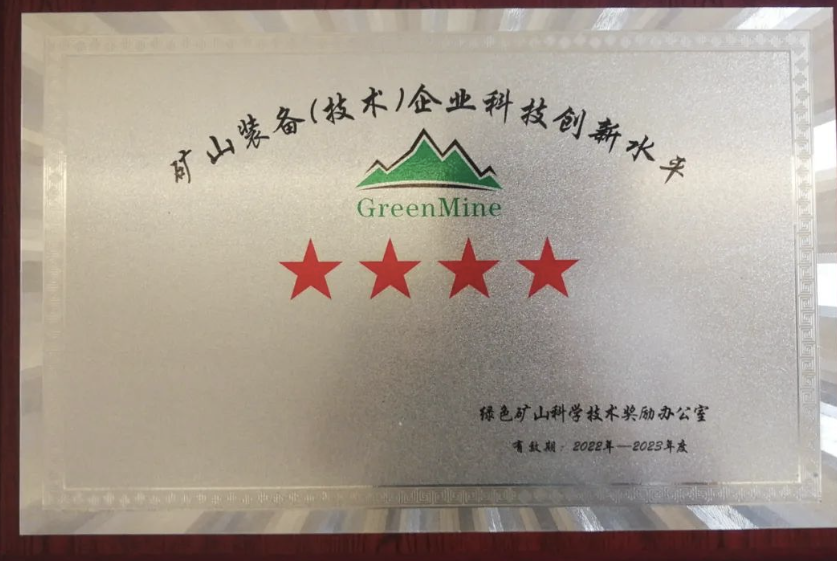 矿山装备(技术)企业科技创新水平
GreenMine
绿色矿山科学技术奖励办公室
有效期：2022年—2023年度